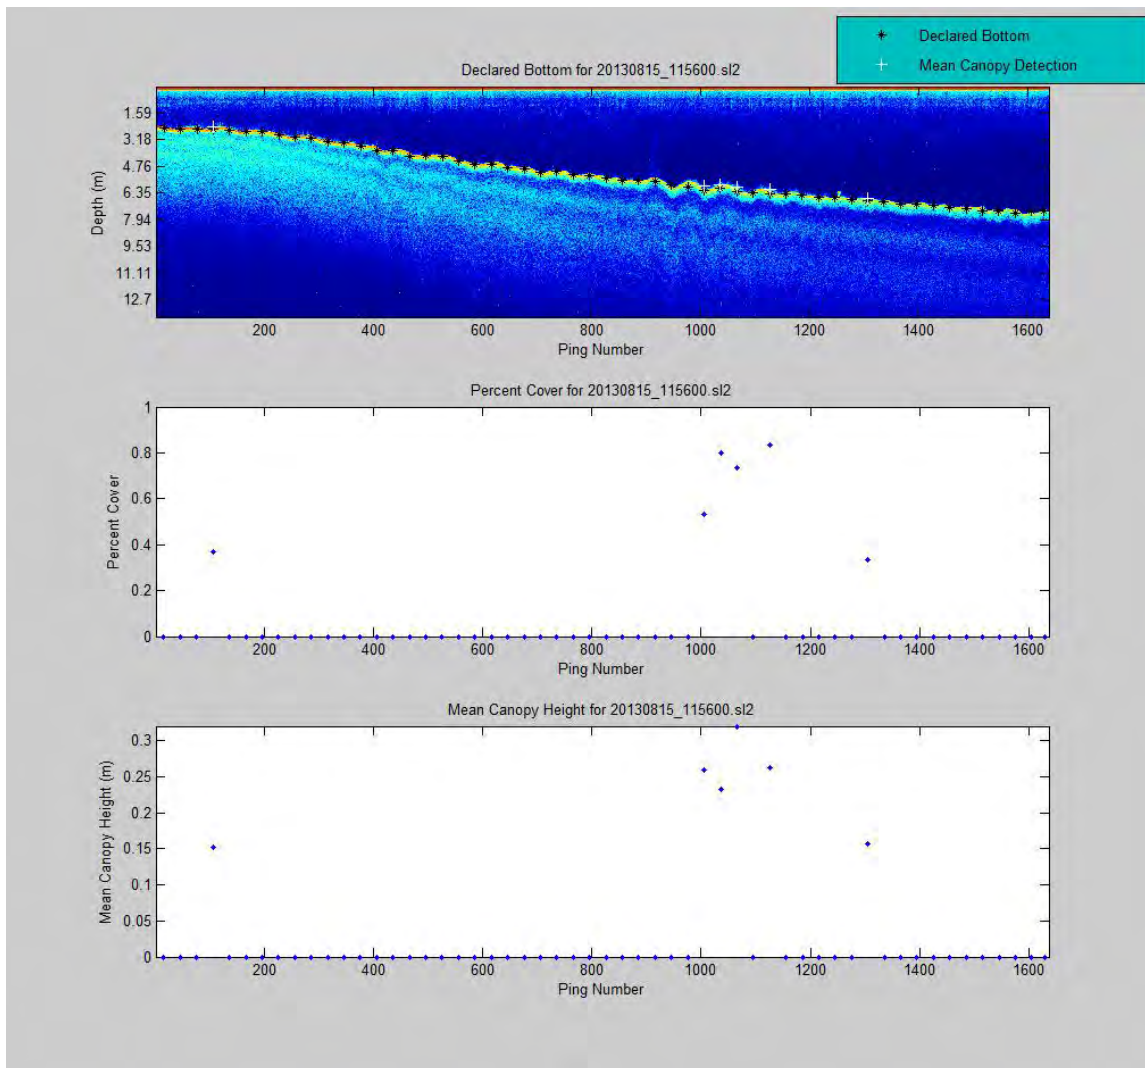 Declared Bottom
Mean Canopy Detection
Declared Bottom for 20130815_115600.sl2
Depth (m)
1.59
3.18
4.76
6.35
7.94
9.53
11.11
12.7
200 400 600 800 1000 1200 1400 1600
Ping Number
Percent Cover for 20130815_115600.sl2
Percent Cover
1
0.8
0.6
0.4
0.2
0
200 400 600 800 1000 1200 1400 1600
Ping Number
Mean Canopy Height for 20130815_115600.sl2
Mean Canopy Height (m)
0.3
0.25
0.2
0.15
0.1
0.05
0
200 400 600 800 1000 1200 1400 1600
Ping Number